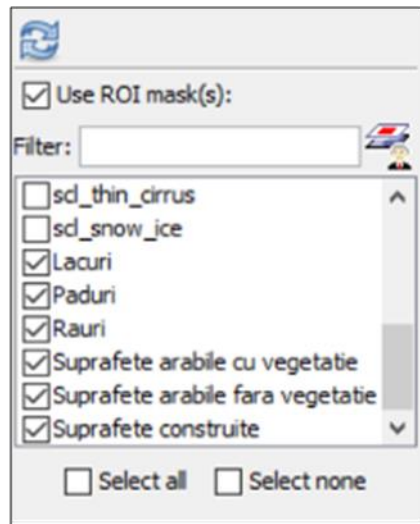 Use ROI mask(s):
Filter:
scl_thin_cirrus
scl_snow_ice
Lacuri
Paduri
Rauri
Suprafete arabile cu vegetatie
Suprafete arabile fara vegetatie
Suprafete construite
Select all Select none